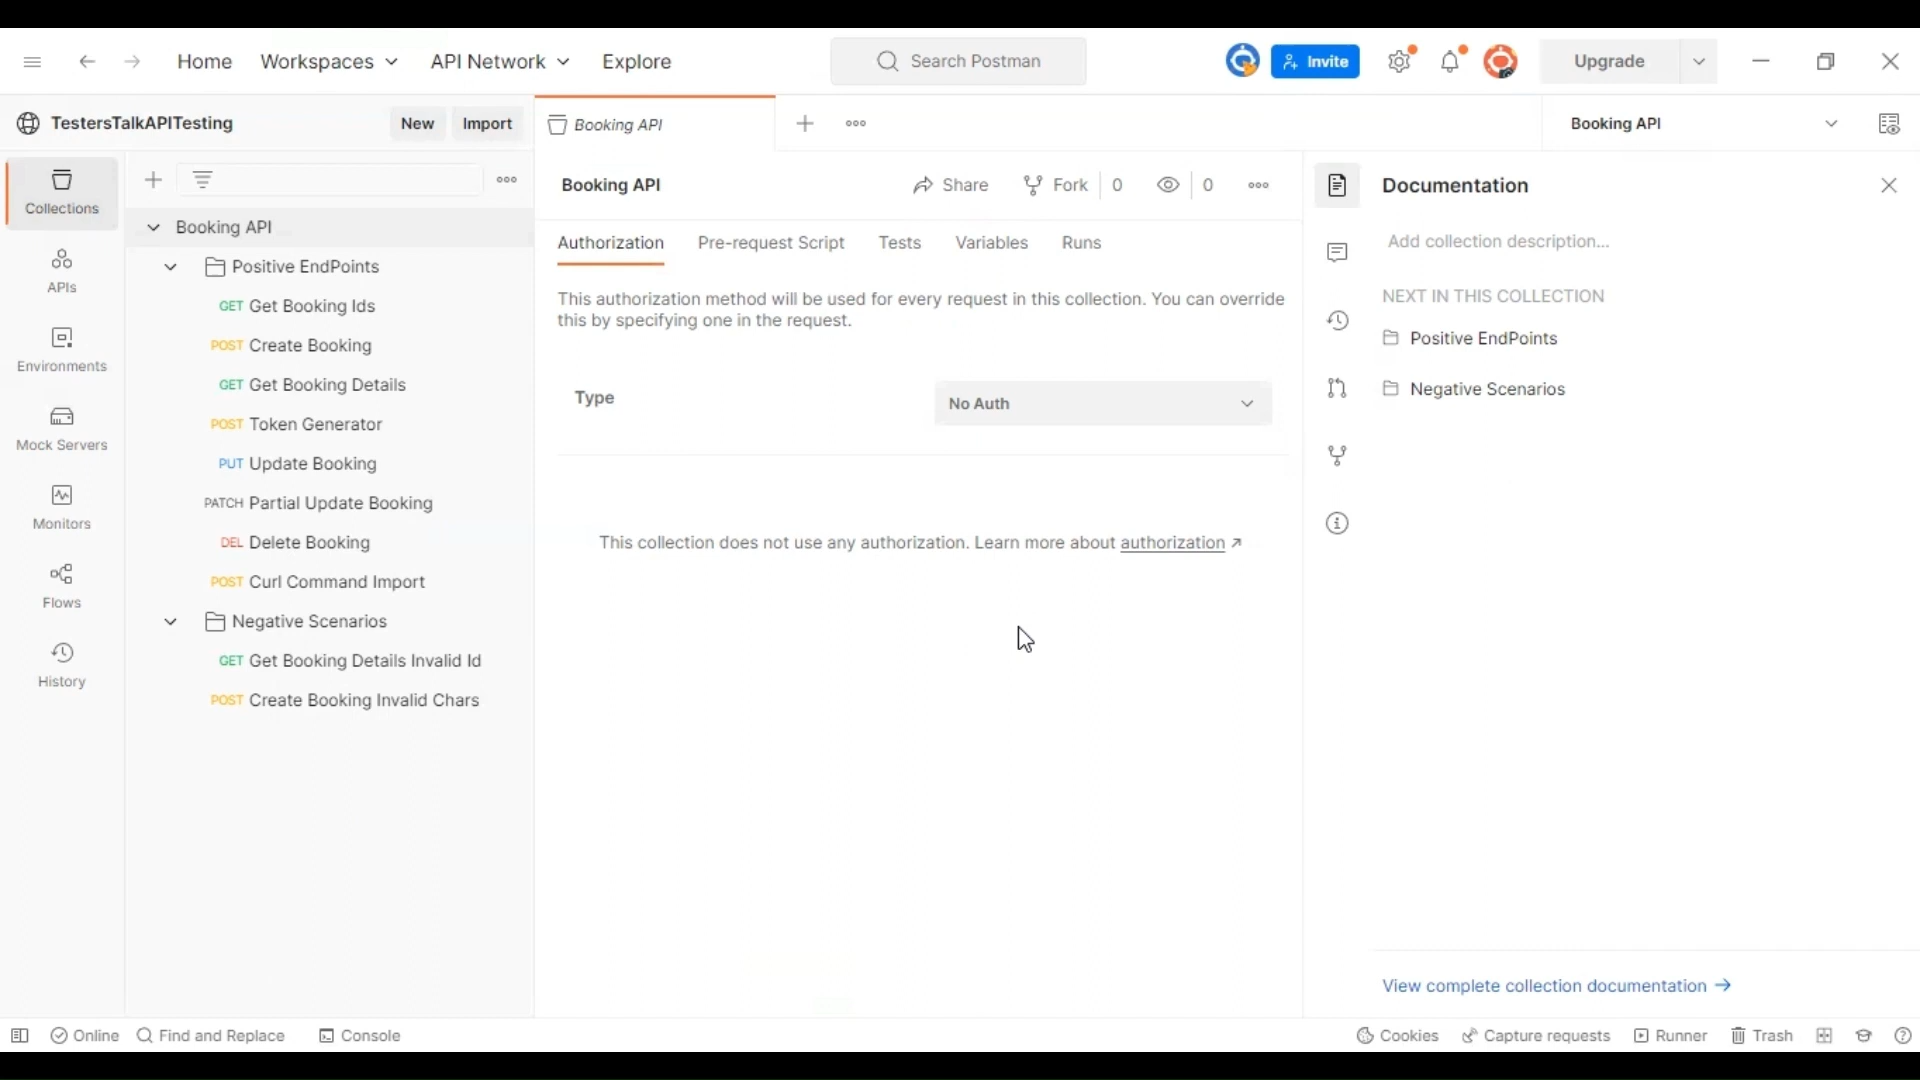 Home Workspaces API Network Explore Search Postman Invite Upgrade
TestersTalkAPITesting New Import Booking API Booking API
Collections
APIs
Environments
Mock Servers
Monitors
Flows
History
Booking API
Positive EndPoints
GET Get Booking Ids
POST Create Booking
GET Get Booking Details
POST Token Generator
PUT Update Booking
PATCH Partial Update Booking
DEL Delete Booking
POST Curl Command Import
Negative Scenarios
GET Get Booking Details Invalid Id
POST Create Booking Invalid Chars
Booking API Share Fork 0 0
Authorization Pre-request Script Tests Variables Runs
This authorization method will be used for every request in this collection. You can override
this by specifying one in the request.
Type No Auth
This collection does not use any authorization. Learn more about authorization ↗
Documentation
Add collection description...
NEXT IN THIS COLLECTION
Positive EndPoints
Negative Scenarios
View complete collection documentation →
Online Find and Replace Console Cookies Capture requests Runner Trash